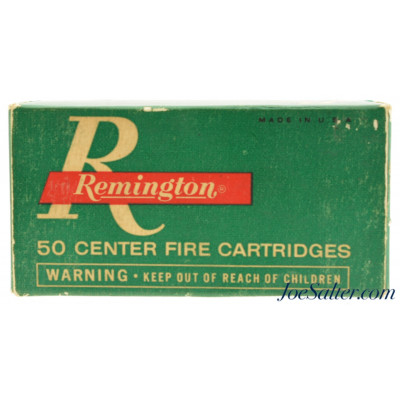 MADE IN U.S.A.
R
Remington®
50 CENTER FIRE CARTRIDGES
WARNING • KEEP OUT OF REACH OF CHILDREN
JoeSalter.com